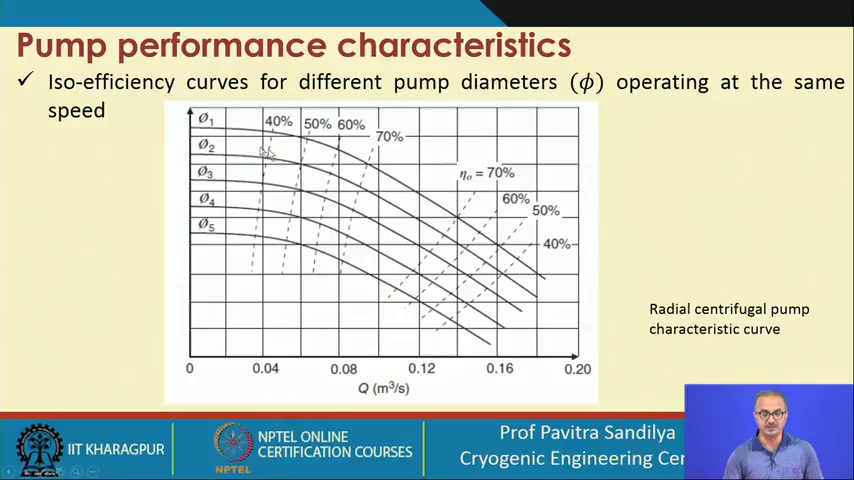 Pump performance characteristics
✓ Iso-efficiency curves for different pump diameters (ϕ) operating at the same
speed
Ø₁
40%
50%
60%
70%
Ø₂
Ø₃
Ø₄
Ø₅
ηₒ = 70%
60%
50%
40%
0
0.04
0.08
0.12
0.16
0.20
Q (m³/s)
Radial centrifugal pump
characteristic curve
IIT KHARAGPUR
NPTEL
NPTEL ONLINE
CERTIFICATION COURSES
Prof Pavitra Sandilya
Cryogenic Engineering Cen